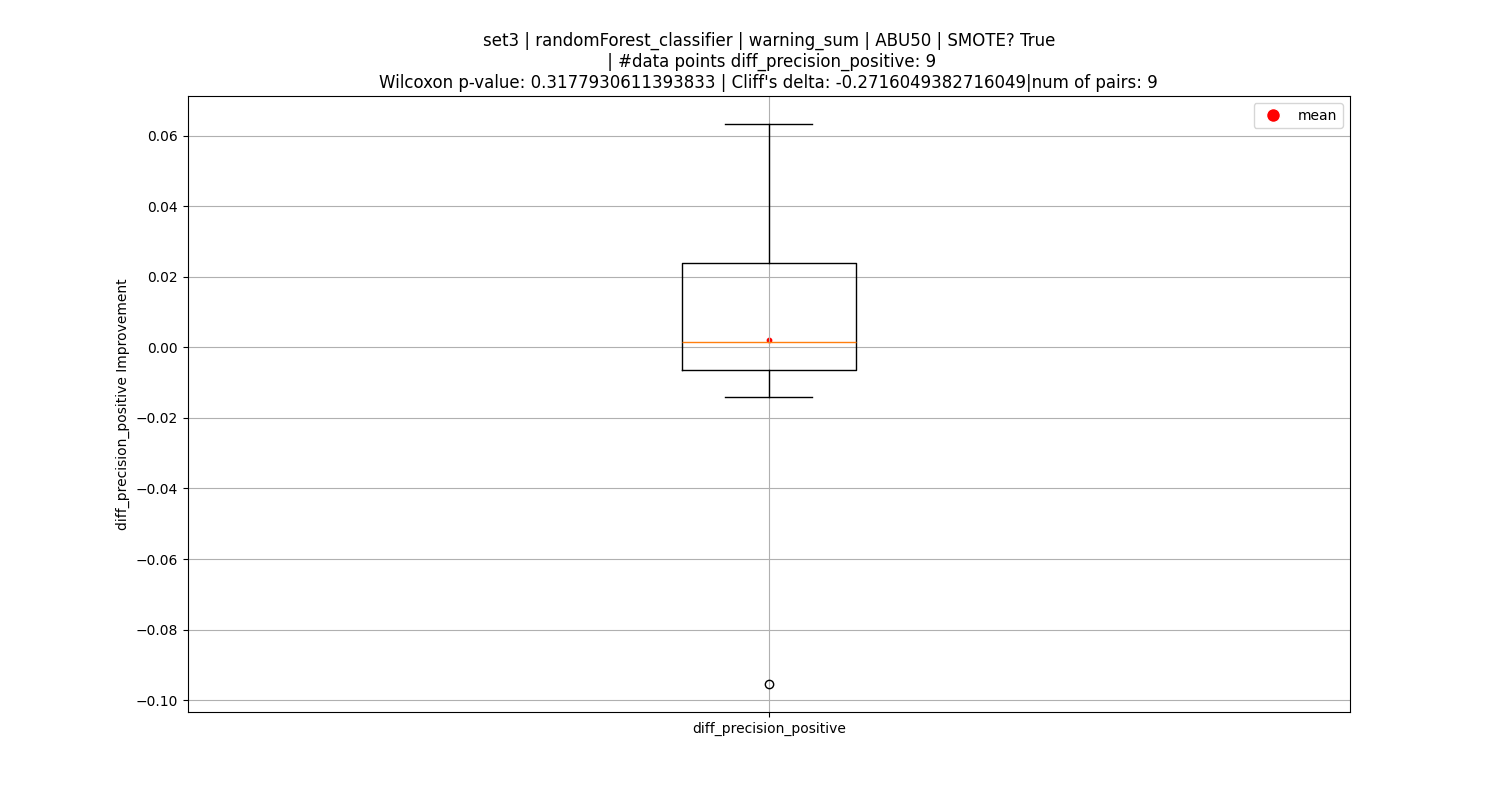 set3 | randomForest_classifier | warning_sum | ABU50 | SMOTE? True
| #data points diff_precision_positive: 9
Wilcoxon p-value: 0.3177930611393833 | Cliff's delta: -0.2716049382716049|num of pairs: 9
mean
0.06
0.04
0.02
0.00
−0.02
−0.04
−0.06
−0.08
−0.10
diff_precision_positive Improvement
diff_precision_positive